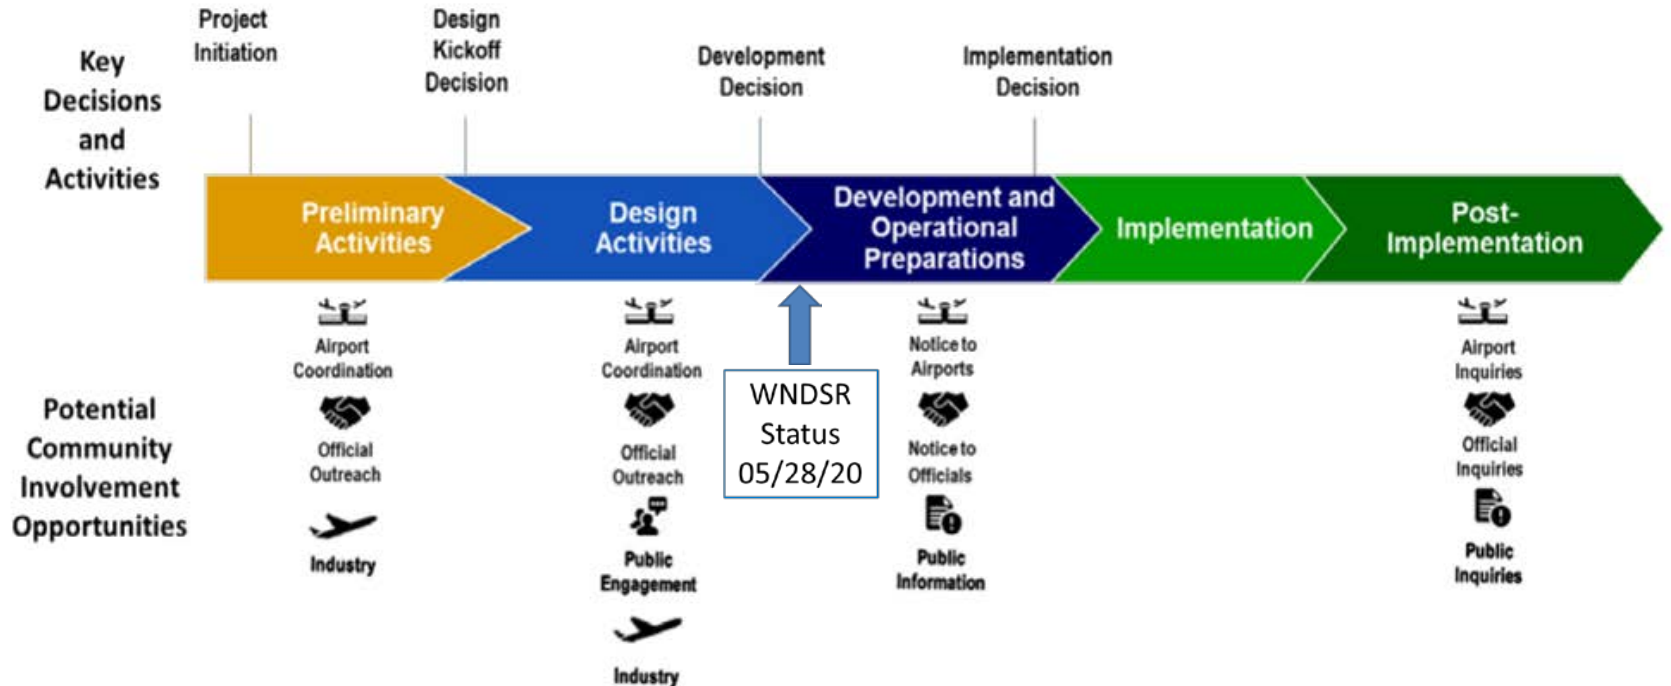 Key
Decisions
and
Activities
Project
Initiation
Design
Kickoff
Decision
Development
Decision
Implementation
Decision
Preliminary
Activities
Design
Activities
Development and
Operational
Preparations
Implementation
Post-
Implementation
Potential
Community
Involvement
Opportunities
Airport
Coordination
Official
Outreach
Industry
Airport
Coordination
Official
Outreach
Public
Engagement
Industry
WNDSR
Status
05/28/20
Notice to
Airports
Notice to
Officials
Public
Information
Airport
Inquiries
Official
Inquiries
Public
Inquiries